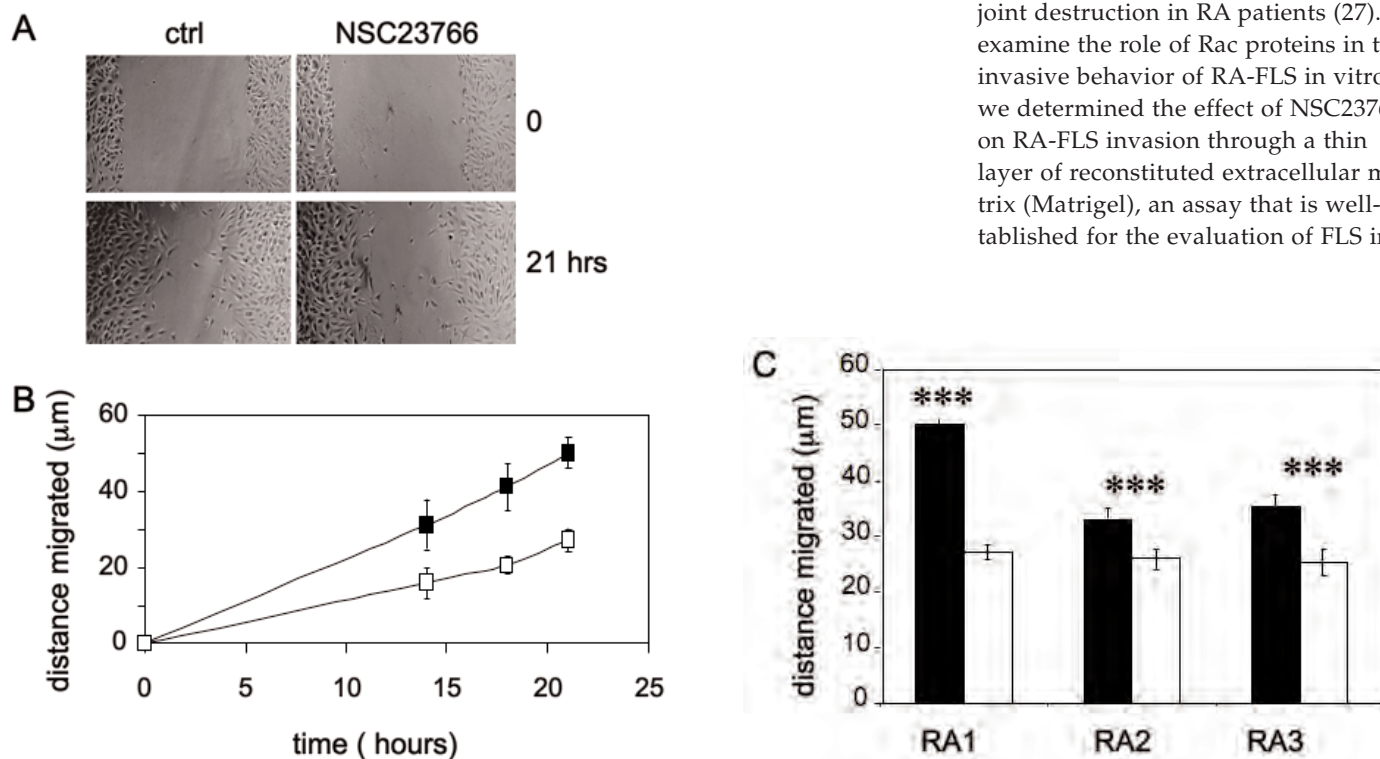 A
ctrl
NSC23766
0
21 hrs
B
distance migrated (µm)
60
40
20
0
0 5 10 15 20 25
time ( hours)
joint destruction in RA patients (27).
examine the role of Rac proteins in t
invasive behavior of RA-FLS in vitro
we determined the effect of NSC2376
on RA-FLS invasion through a thin
layer of reconstituted extracellular m
trix (Matrigel), an assay that is well-
tablished for the evaluation of FLS in
C
distance migrated (µm)
60
50
40
30
20
10
0
***
***
***
RA1 RA2 RA3